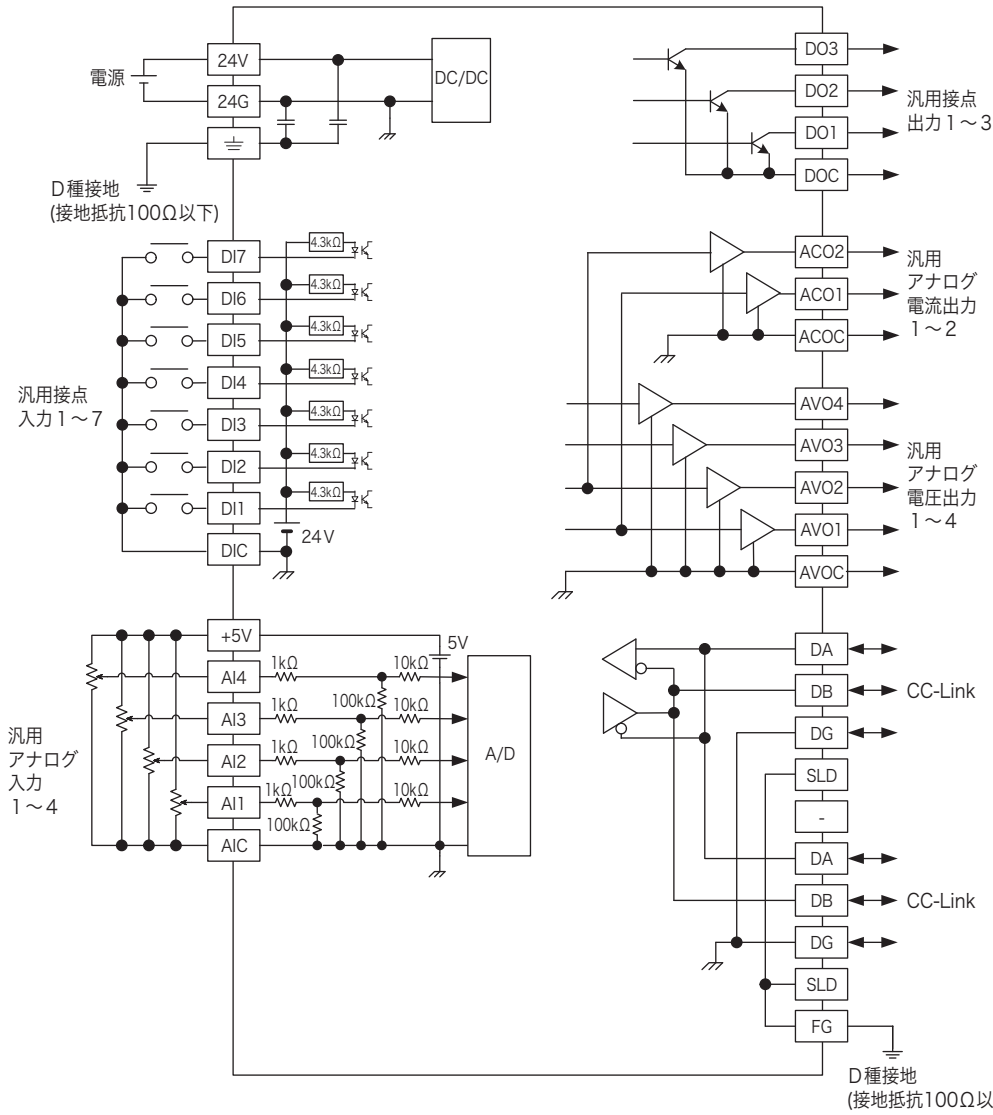 24V
電源
DC/DC
24G
D種接地
(接地抵抗100Ω以下)
DI7
4.3kΩ
DI6
4.3kΩ
DI5
4.3kΩ
DI4
4.3kΩ
汎用接点
入力1～7
DI3
4.3kΩ
DI2
4.3kΩ
DI1
4.3kΩ
24V
DIC
+5V
5V
AI4
1kΩ
10kΩ
100kΩ
AI3
1kΩ
10kΩ
100kΩ
汎用
アナログ
入力
1～4
AI2
1kΩ
10kΩ
100kΩ
A/D
AI1
1kΩ
10kΩ
100kΩ
AIC
DO3
DO2
DO1
DOC
汎用接点
出力1～3
ACO2
ACO1
ACOC
汎用
アナログ
電流出力
1～2
AVO4
AVO3
AVO2
AVO1
AVOC
汎用
アナログ
電圧出力
1～4
DA
DB
CC-Link
DG
SLD
-
DA
DB
CC-Link
DG
SLD
FG
D種接地
(接地抵抗100Ω以